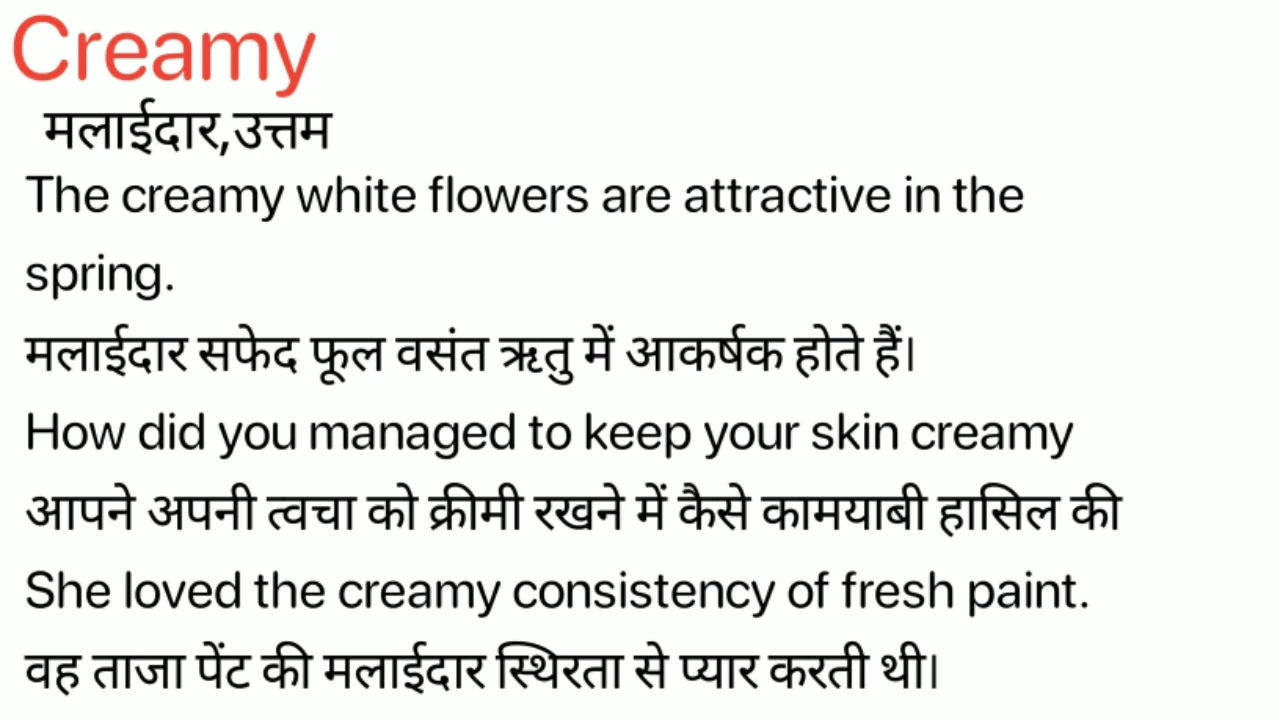 Creamy
मलाईदार,उत्तम
The creamy white flowers are attractive in the
spring.
मलाईदार सफेद फूल वसंत ऋतु में आकर्षक होते हैं।
How did you managed to keep your skin creamy
आपने अपनी त्वचा को क्रीमी रखने में कैसे कामयाबी हासिल की
She loved the creamy consistency of fresh paint.
वह ताजा पेंट की मलाईदार स्थिरता से प्यार करती थी।